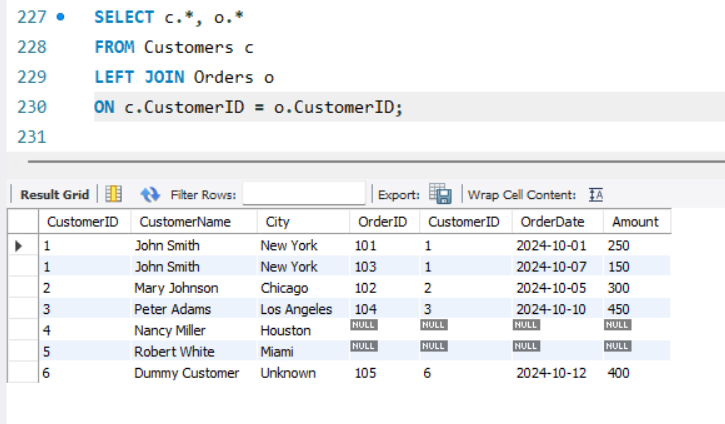 227 SELECT c.*, o.*
228 FROM Customers c
229 LEFT JOIN Orders o
230 ON c.CustomerID = o.CustomerID;
231
Result Grid Filter Rows: Export: Wrap Cell Content: IA
CustomerID CustomerName City OrderID CustomerID OrderDate Amount
1 John Smith New York 101 1 2024-10-01 250
1 John Smith New York 103 1 2024-10-07 150
2 Mary Johnson Chicago 102 2 2024-10-05 300
3 Peter Adams Los Angeles 104 3 2024-10-10 450
4 Nancy Miller Houston NULL NULL NULL NULL
5 Robert White Miami NULL NULL NULL NULL
6 Dummy Customer Unknown 105 6 2024-10-12 400